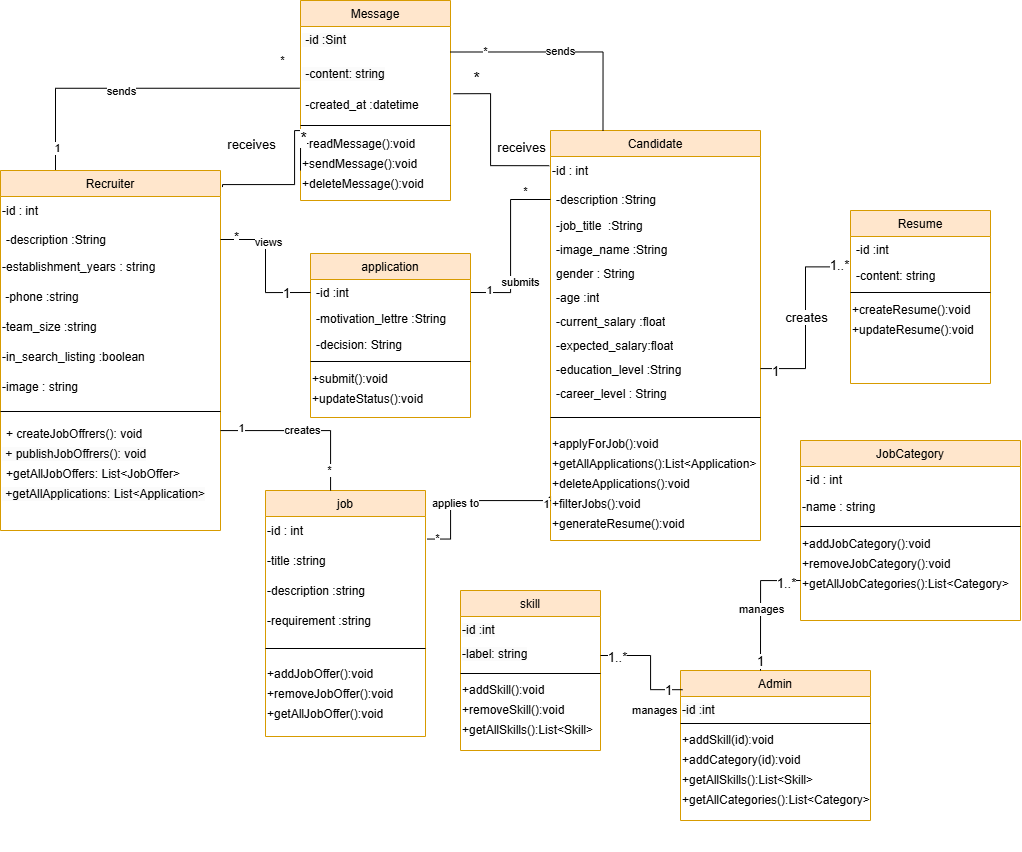 Message
-id :Sint
-content: string
-created_at :datetime
-readMessage():void
+sendMessage():void
+deleteMessage():void
*
sends
1
receives
*
*
sends
*
receives
Recruiter
-id : int
-description :String
-establishment_years : string
-phone :string
-team_size :string
-in_search_listing :boolean
-image : string
+ createJobOffrers(): void
+ publishJobOffrers(): void
+getAllJobOffers: List<JobOffer>
+getAllApplications: List<Application>
*
views
1
application
-id :int
-motivation_lettre :String
-decision: String
+submit():void
+updateStatus():void
1
submits
*
Candidate
-id : int
-description :String
-job_title :String
-image_name :String
gender : String
-age :int
-current_salary :float
-expected_salary:float
-education_level :String
-career_level : String
+applyForJob():void
+getAllApplications():List<Application>
+deleteApplications():void
+filterJobs():void
+generateResume():void
1
creates
1..*
Resume
-id :int
-content: string
+createResume():void
+updateResume():void
1
creates
*
job
-id : int
-title :string
-description :string
-requirement :string
+addJobOffer():void
+removeJobOffer():void
+getAllJobOffer():void
*
applies to
1
JobCategory
-id : int
-name : string
+addJobCategory():void
+removeJobCategory():void
+getAllJobCategories():List<Category>
1..*
manages
1
skill
-id :int
-label: string
+addSkill():void
+removeSkill():void
+getAllSkills():List<Skill>
1..*
1
manages
Admin
-id :int
+addSkill(id):void
+addCategory(id):void
+getAllSkills():List<Skill>
+getAllCategories():List<Category>